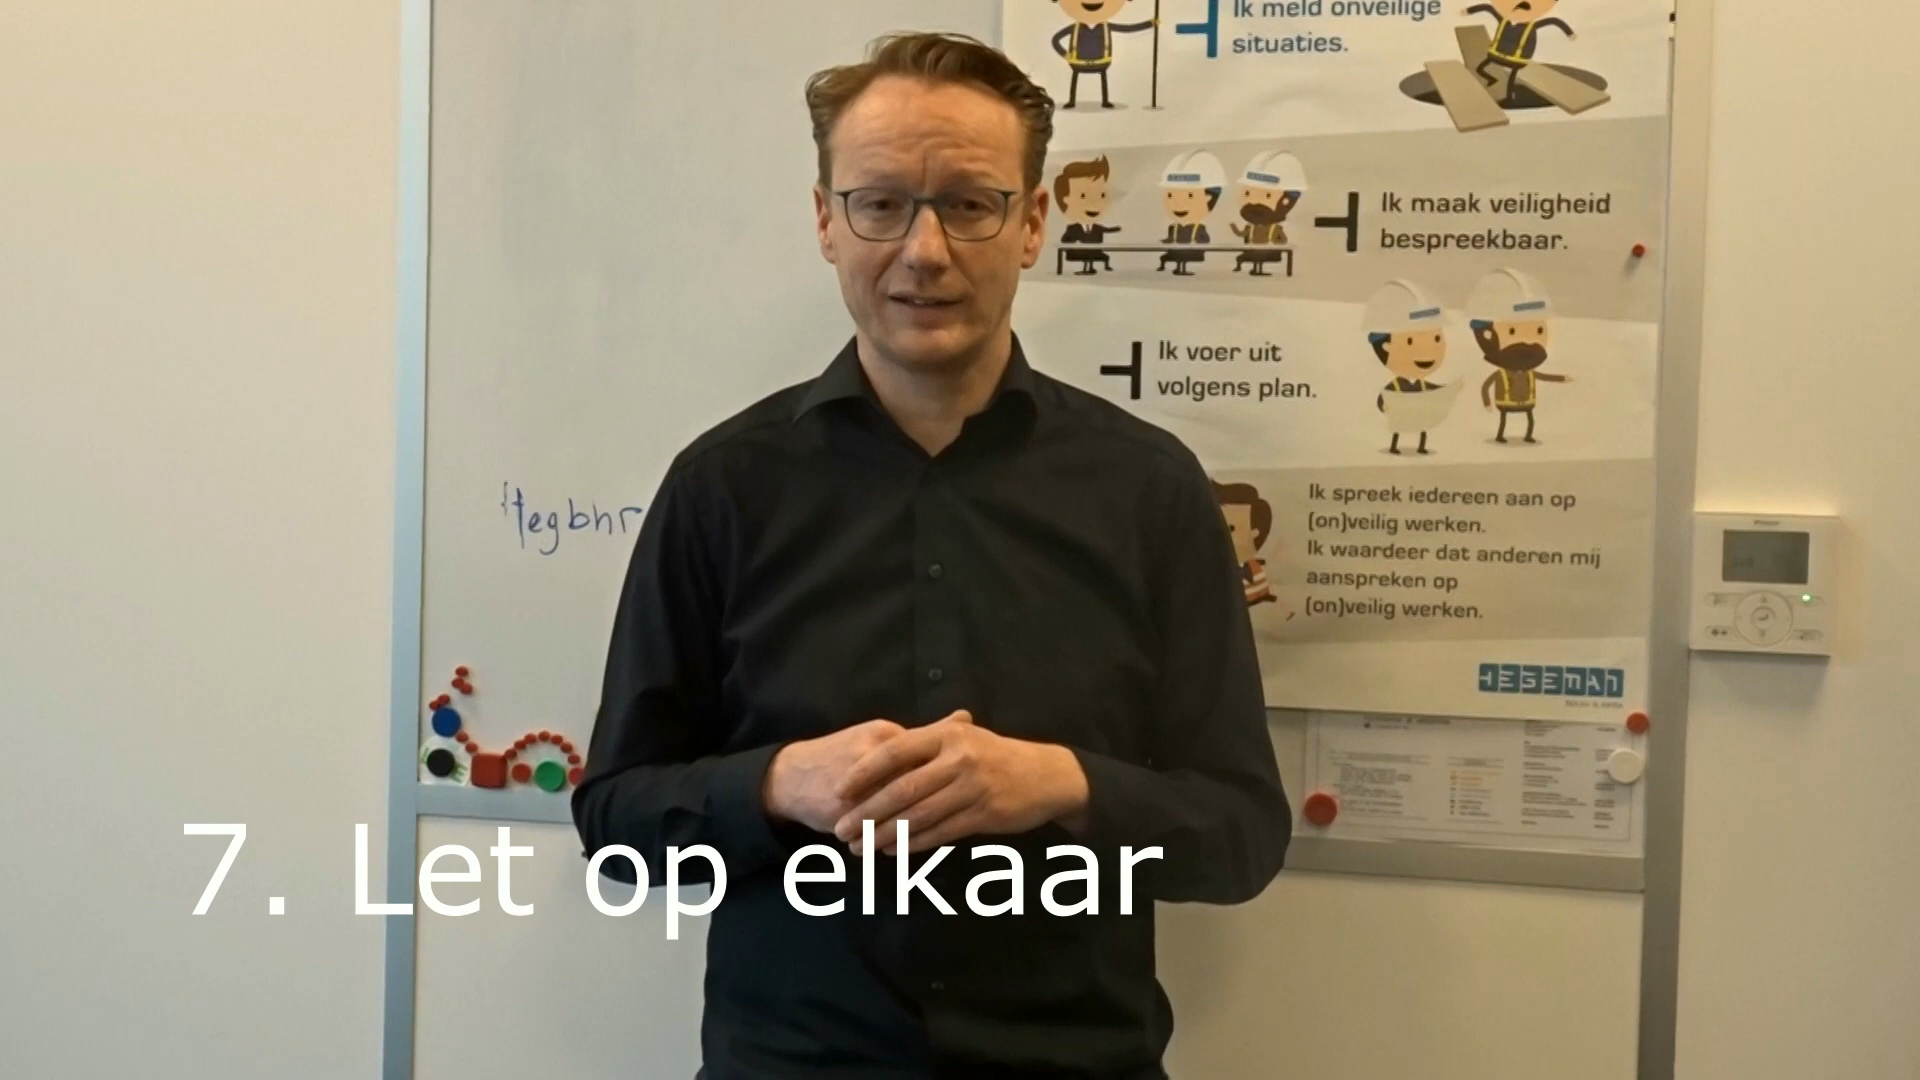 Ik meld onveilige
situaties.
Ik maak veiligheid
bespreekbaar.
Ik voer uit
volgens plan.
tegbhr
Ik spreek iedereen aan op
(on)veilig werken.
Ik waardeer dat anderen mij
aanspreken op
(on)veilig werken.
HEGEMAN
7. Let op elkaar